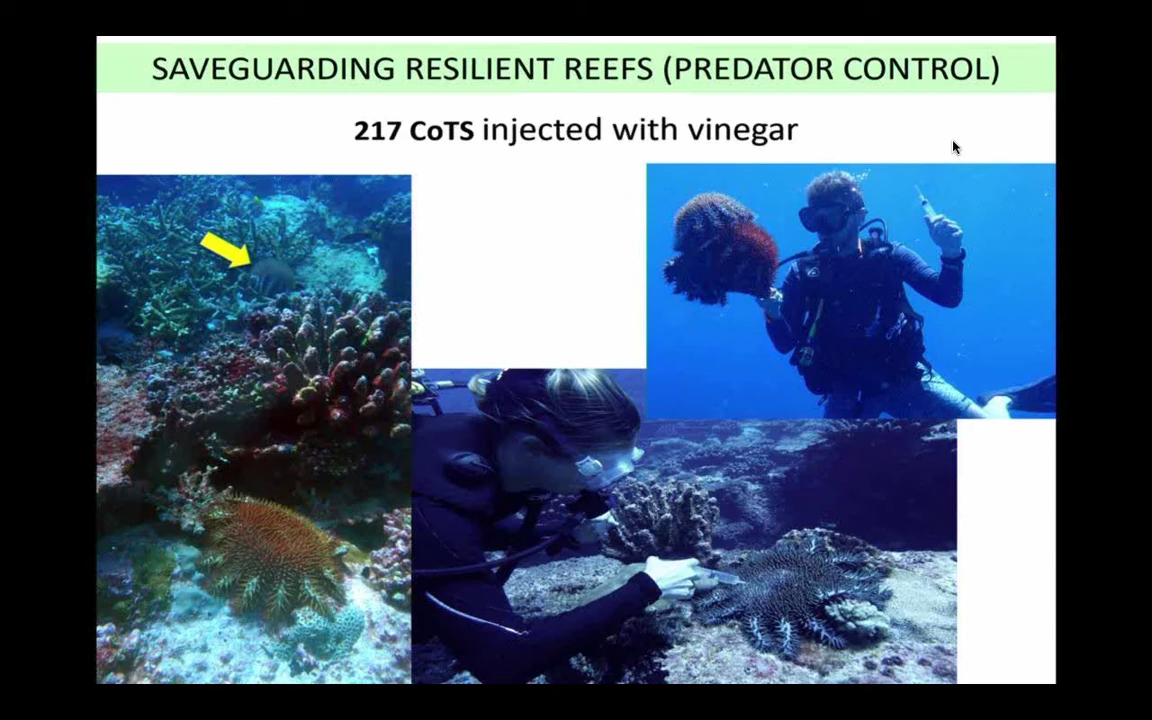 SAVEGUARDING RESILIENT REEFS (PREDATOR CONTROL)
217 CoTS injected with vinegar